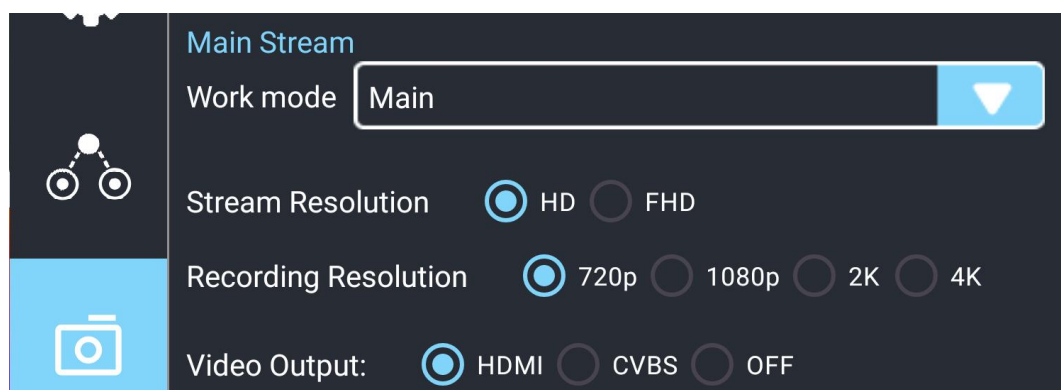 Main Stream
Work mode Main
Stream Resolution HD FHD
Recording Resolution 720p 1080p 2K 4K
Video Output: HDMI CVBS OFF